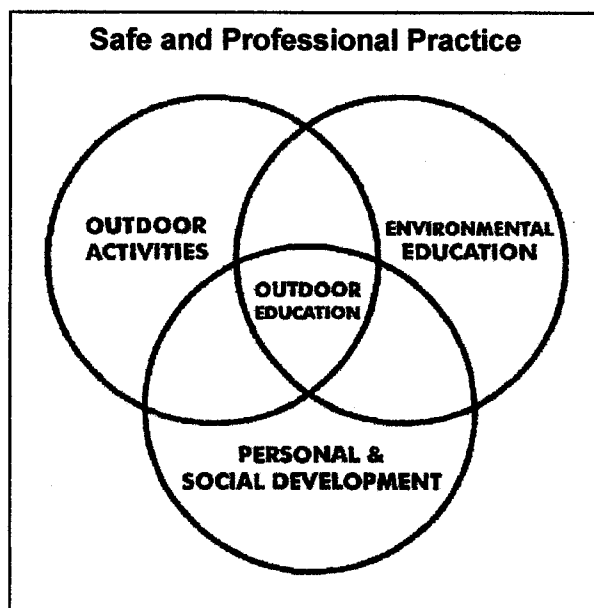 Safe and Professional Practice
OUTDOOR
ACTIVITIES
ENVIRONMENTAL
EDUCATION
OUTDOOR
EDUCATION
PERSONAL &
SOCIAL DEVELOPMENT